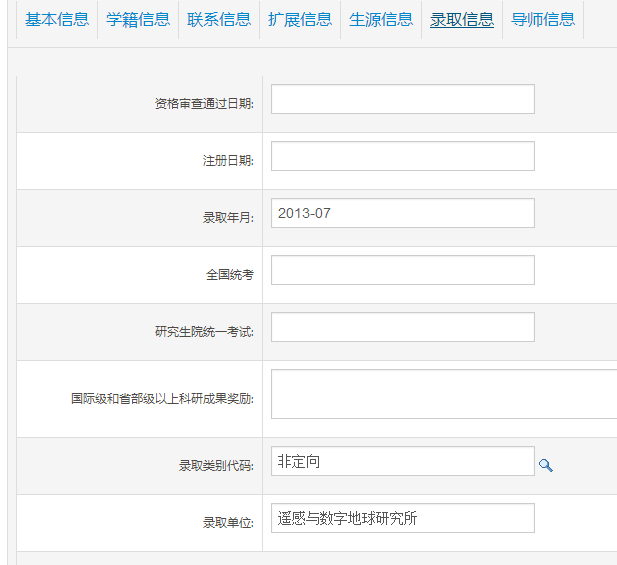 基本信息 学籍信息 联系信息 扩展信息 生源信息 录取信息 导师信息
资格审查通过日期:
注册日期:
录取年月: 2013-07
全国统考
研究生院统一考试:
国际级和省部级以上科研成果奖励:
录取类别代码: 非定向
录取单位: 遥感与数字地球研究所